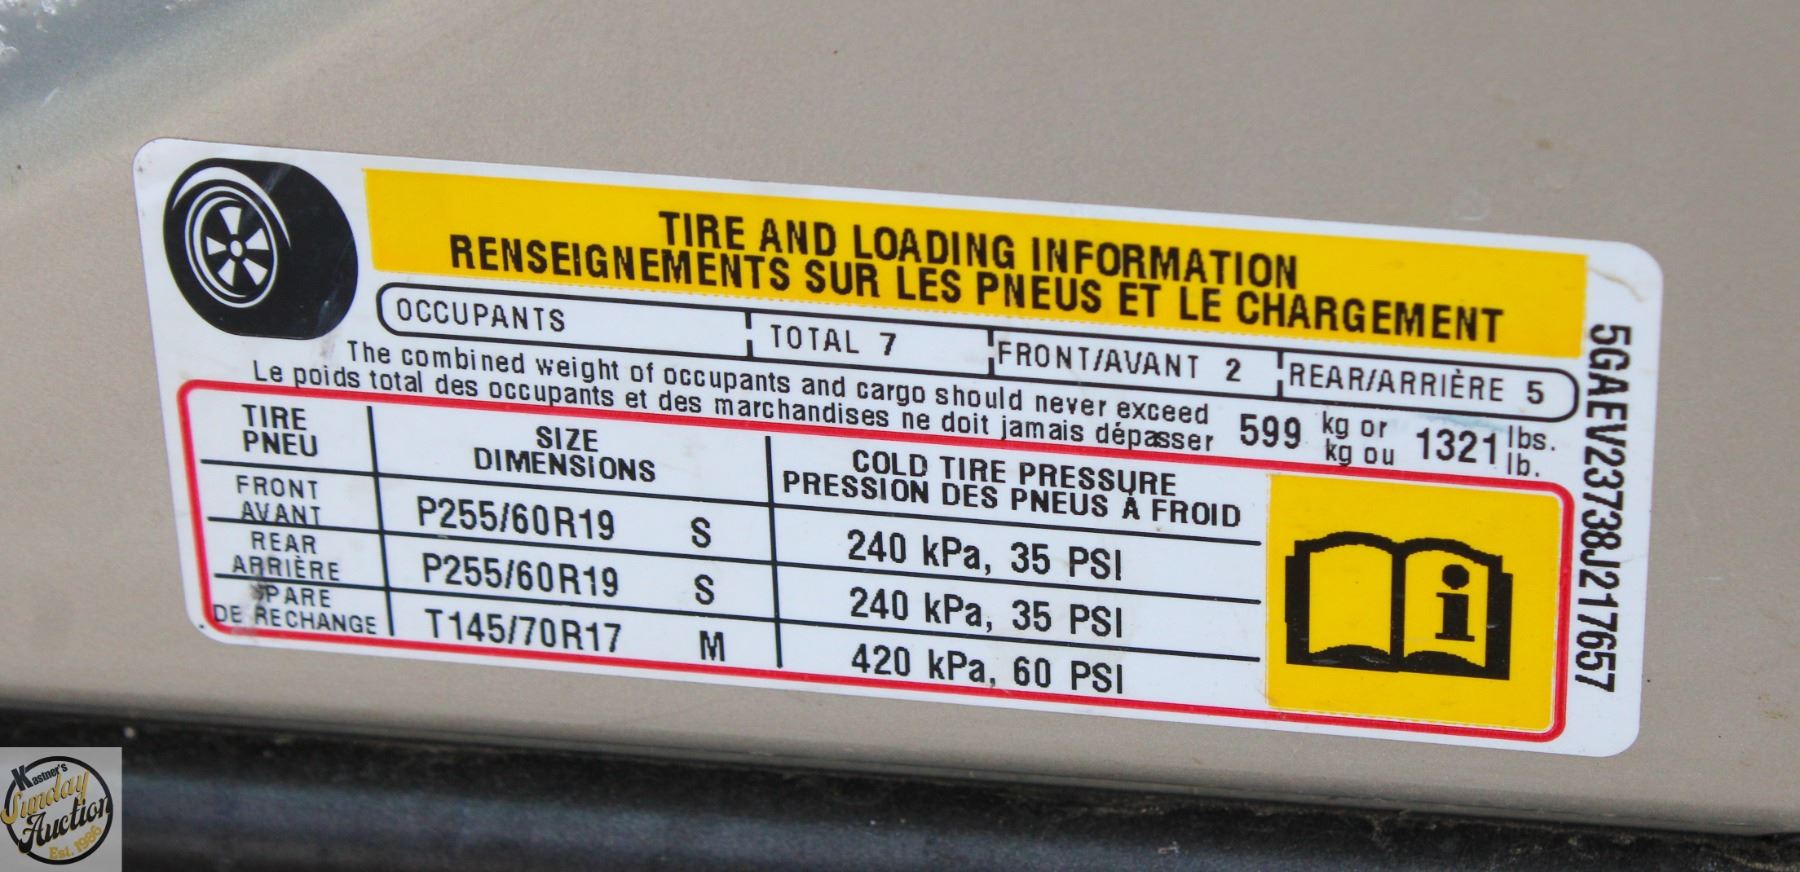 TIRE AND LOADING INFORMATION
RENSEIGNEMENTS SUR LES PNEUS ET LE CHARGEMENT
OCCUPANTS TOTAL 7 FRONT/AVANT 2 REAR/ARRIÈRE 5
The combined weight of occupants and cargo should never exceed 599 kg or 1321 lbs.
Le poids total des occupants et des marchandises ne doit jamais dépasser kg ou lb.
TIRE SIZE COLD TIRE PRESSURE
PNEU DIMENSIONS PRESSION DES PNEUS À FROID
FRONT
AVANT P255/60R19 S 240 kPa, 35 PSI
REAR
ARRIÈRE P255/60R19 S 240 kPa, 35 PSI
SPARE
DE RECHANGE T145/70R17 M 420 kPa, 60 PSI
i
5GAEV23738J217657
Kastner's
Sunday
Auction
Est. 1986